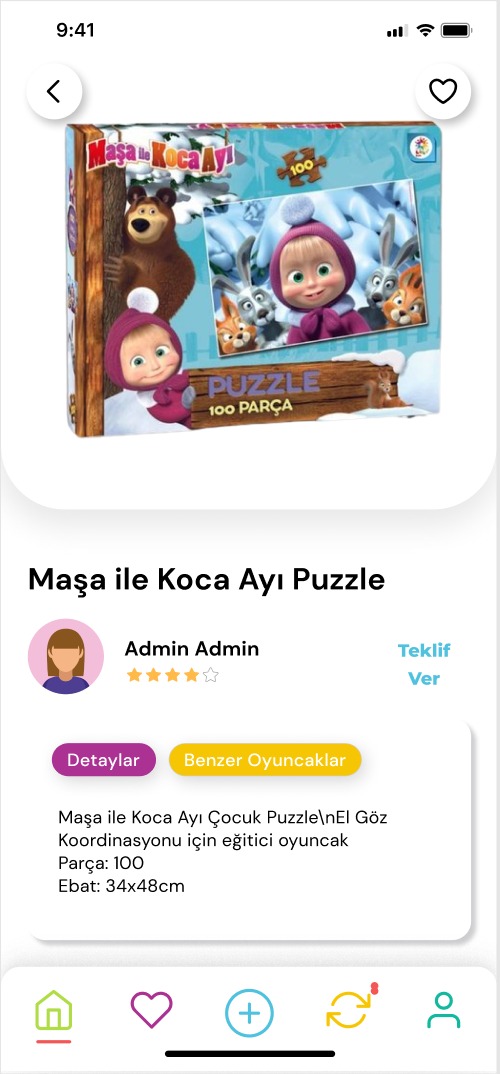 9:41
Maşa ile Koca Ayı
100
PUZZLE
100 PARÇA
Maşa ile Koca Ayı Puzzle
Admin Admin
Teklif
Ver
Detaylar
Benzer Oyuncaklar
Maşa ile Koca Ayı Çocuk Puzzle\nEl Göz
Koordinasyonu için eğitici oyuncak
Parça: 100
Ebat: 34x48cm